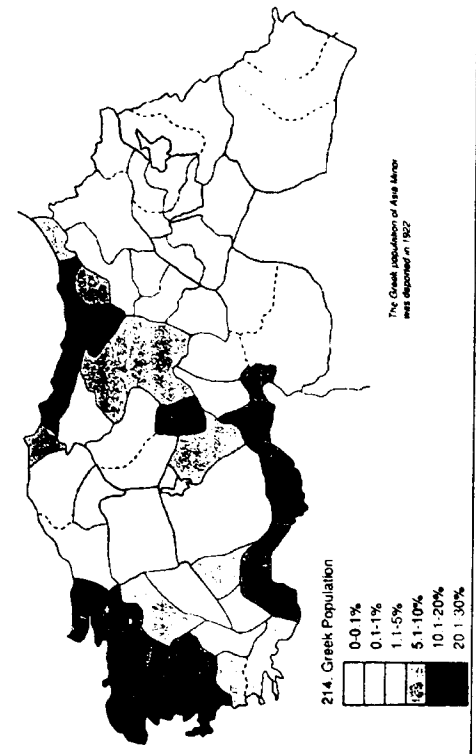 The Greek population of Asia Minor
was deported in 1922
214. Greek Population
0-0.1%
0.1-1%
1.1-5%
5.1-10%
10.1-20%
20.1-30%